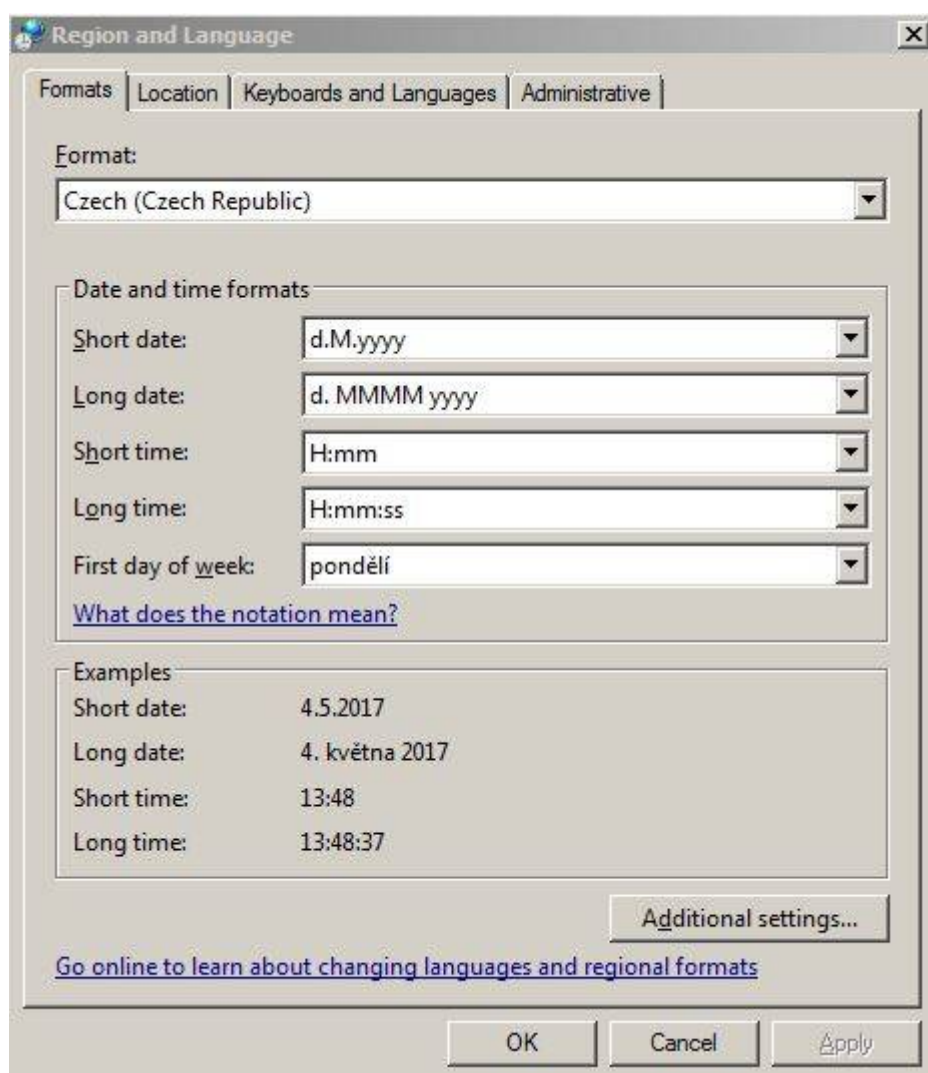 Region and Language
Formats Location Keyboards and Languages Administrative
Format:
Czech (Czech Republic)
Date and time formats
Short date: d.M.yyyy
Long date: d. MMMM yyyy
Short time: H:mm
Long time: H:mm:ss
First day of week: pondělí
What does the notation mean?
Examples
Short date: 4.5.2017
Long date: 4. května 2017
Short time: 13:48
Long time: 13:48:37
Additional settings...
Go online to learn about changing languages and regional formats
OK Cancel Apply